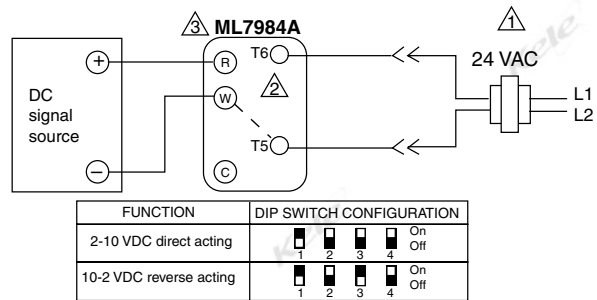 3 ML7984A
1
Kele
T6
24 VAC
+
R
2
DC
signal
source
W
L1
L2
T5
−
C
Kele
FUNCTION DIP SWITCH CONFIGURATION
2-10 VDC direct acting
On
Off
1 2 3 4
10-2 VDC reverse acting
On
Off
1 2 3 4